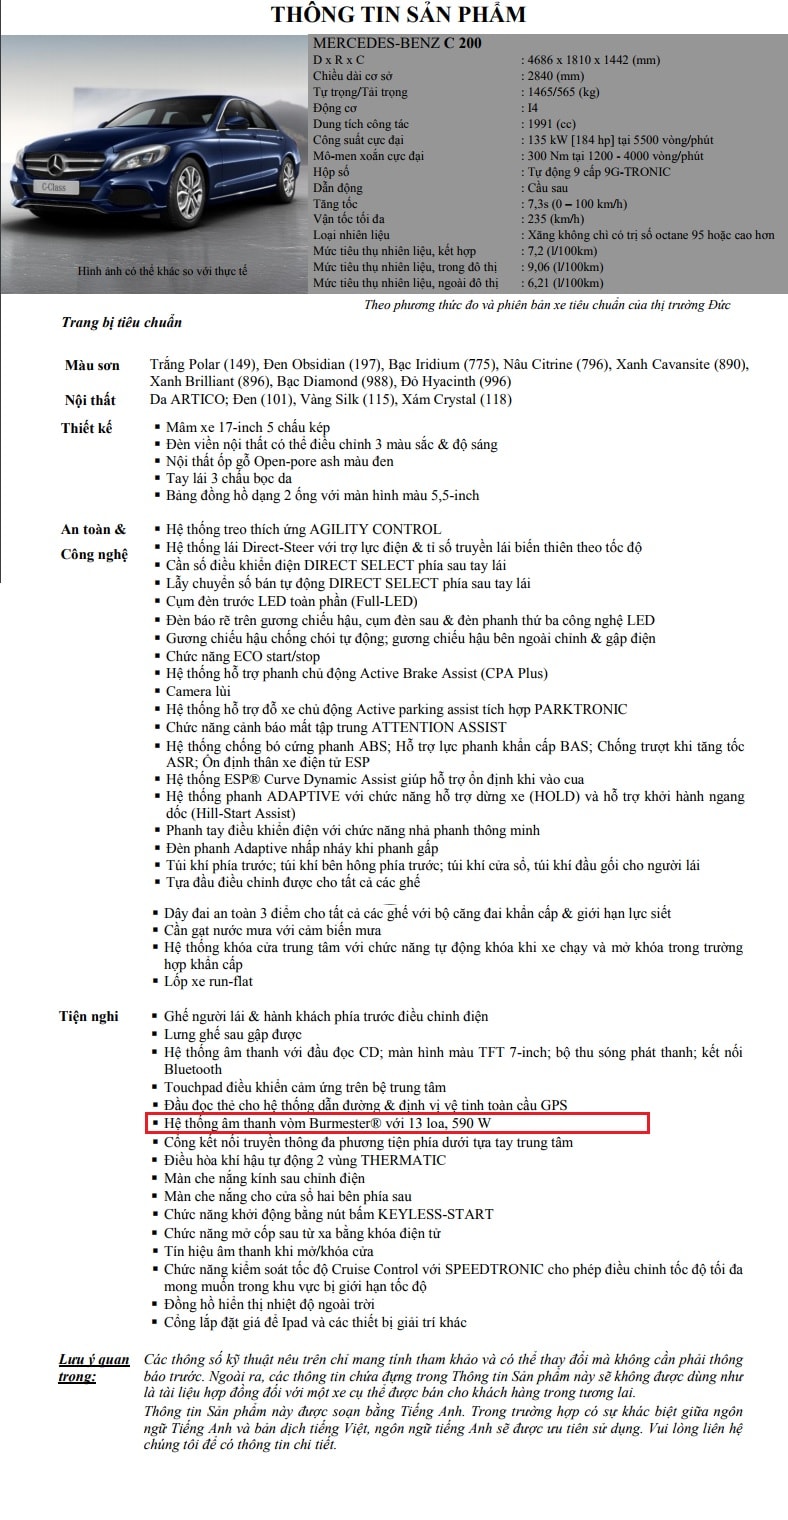 THÔNG TIN SẢN PHẨM
MERCEDES-BENZ C 200
D x R x C : 4686 x 1810 x 1442 (mm)
Chiều dài cơ sở : 2840 (mm)
Tự trọng/Tải trọng : 1465/565 (kg)
Động cơ : I4
Dung tích công tác : 1991 (cc)
Công suất cực đại : 135 kW [184 hp] tại 5500 vòng/phút
Mô-men xoắn cực đại : 300 Nm tại 1200 - 4000 vòng/phút
Hộp số : Tự động 9 cấp 9G-TRONIC
Dẫn động : Cầu sau
Tăng tốc : 7,3s (0 – 100 km/h)
Vận tốc tối đa : 235 (km/h)
Loại nhiên liệu : Xăng không chì có trị số octane 95 hoặc cao hơn
Mức tiêu thụ nhiên liệu, kết hợp : 7,2 (l/100km)
Mức tiêu thụ nhiên liệu, trong đô thị : 9,06 (l/100km)
Mức tiêu thụ nhiên liệu, ngoài đô thị : 6,21 (l/100km)
C-Class
Hình ảnh có thể khác so với thực tế
Theo phương thức đo và phiên bản xe tiêu chuẩn của thị trường Đức
Trang bị tiêu chuẩn
Màu sơn Trắng Polar (149), Đen Obsidian (197), Bạc Iridium (775), Nâu Citrine (796), Xanh Cavansite (890),
Xanh Brilliant (896), Bạc Diamond (988), Đỏ Hyacinth (996)
Nội thất Da ARTICO; Đen (101), Vàng Silk (115), Xám Crystal (118)
Thiết kế ▪ Mâm xe 17-inch 5 chấu kép
▪ Đèn viền nội thất có thể điều chỉnh 3 màu sắc & độ sáng
▪ Nội thất ốp gỗ Open-pore ash màu đen
▪ Tay lái 3 chấu bọc da
▪ Bảng đồng hồ dạng 2 ống với màn hình màu 5,5-inch
An toàn & ▪ Hệ thống treo thích ứng AGILITY CONTROL
Công nghệ ▪ Hệ thống lái Direct-Steer với trợ lực điện & tỉ số truyền lái biến thiên theo tốc độ
▪ Cần số điều khiển điện DIRECT SELECT phía sau tay lái
▪ Lẫy chuyển số bán tự động DIRECT SELECT phía sau tay lái
▪ Cụm đèn trước LED toàn phần (Full-LED)
▪ Đèn báo rẽ trên gương chiếu hậu, cụm đèn sau & đèn phanh thứ ba công nghệ LED
▪ Gương chiếu hậu chống chói tự động; gương chiếu hậu bên ngoài chỉnh & gập điện
▪ Chức năng ECO start/stop
▪ Hệ thống hỗ trợ phanh chủ động Active Brake Assist (CPA Plus)
▪ Camera lùi
▪ Hệ thống hỗ trợ đỗ xe chủ động Active parking assist tích hợp PARKTRONIC
▪ Chức năng cảnh báo mất tập trung ATTENTION ASSIST
▪ Hệ thống chống bó cứng phanh ABS; Hỗ trợ lực phanh khẩn cấp BAS; Chống trượt khi tăng tốc
ASR; Ổn định thân xe điện tử ESP
▪ Hệ thống ESP® Curve Dynamic Assist giúp hỗ trợ ổn định khi vào cua
▪ Hệ thống phanh ADAPTIVE với chức năng hỗ trợ dừng xe (HOLD) và hỗ trợ khởi hành ngang
dốc (Hill-Start Assist)
▪ Phanh tay điều khiển điện với chức năng nhả phanh thông minh
▪ Đèn phanh Adaptive nhấp nháy khi phanh gấp
▪ Túi khí phía trước; túi khí bên hông phía trước; túi khí cửa sổ, túi khí đầu gối cho người lái
▪ Tựa đầu điều chỉnh được cho tất cả các ghế
▪ Dây đai an toàn 3 điểm cho tất cả các ghế với bộ căng đai khẩn cấp & giới hạn lực siết
▪ Cần gạt nước mưa với cảm biến mưa
▪ Hệ thống khóa cửa trung tâm với chức năng tự động khóa khi xe chạy và mở khóa trong trường
hợp khẩn cấp
▪ Lốp xe run-flat
Tiện nghi ▪ Ghế người lái & hành khách phía trước điều chỉnh điện
▪ Lưng ghế sau gập được
▪ Hệ thống âm thanh với đầu đọc CD; màn hình màu TFT 7-inch; bộ thu sóng phát thanh; kết nối
Bluetooth
▪ Touchpad điều khiển cảm ứng trên bệ trung tâm
▪ Đầu đọc thẻ cho hệ thống dẫn đường & định vị vệ tinh toàn cầu GPS
▪ Hệ thống âm thanh vòm Burmester® với 13 loa, 590 W
▪ Cổng kết nối truyền thông đa phương tiện phía dưới tựa tay trung tâm
▪ Điều hòa khí hậu tự động 2 vùng THERMATIC
▪ Màn che nắng kính sau chỉnh điện
▪ Màn che nắng cho cửa sổ hai bên phía sau
▪ Chức năng khởi động bằng nút bấm KEYLESS-START
▪ Chức năng mở cốp sau từ xa bằng khóa điện tử
▪ Tín hiệu âm thanh khi mở/khóa cửa
▪ Chức năng kiểm soát tốc độ Cruise Control với SPEEDTRONIC cho phép điều chỉnh tốc độ tối đa
mong muốn trong khu vực bị giới hạn tốc độ
▪ Đồng hồ hiển thị nhiệt độ ngoài trời
▪ Cổng lắp đặt giá để Ipad và các thiết bị giải trí khác
Lưu ý quan Các thông số kỹ thuật nêu trên chỉ mang tính tham khảo và có thể thay đổi mà không cần phải thông
trọng: báo trước. Ngoài ra, các thông tin chứa đựng trong Thông tin Sản phẩm này sẽ không được dùng như
là tài liệu hợp đồng đối với một xe cụ thể được bán cho khách hàng trong tương lai.
Thông tin Sản phẩm này được soạn bằng Tiếng Anh. Trong trường hợp có sự khác biệt giữa ngôn
ngữ Tiếng Anh và bản dịch tiếng Việt, ngôn ngữ tiếng Anh sẽ được ưu tiên sử dụng. Vui lòng liên hệ
chúng tôi để có thông tin chi tiết.